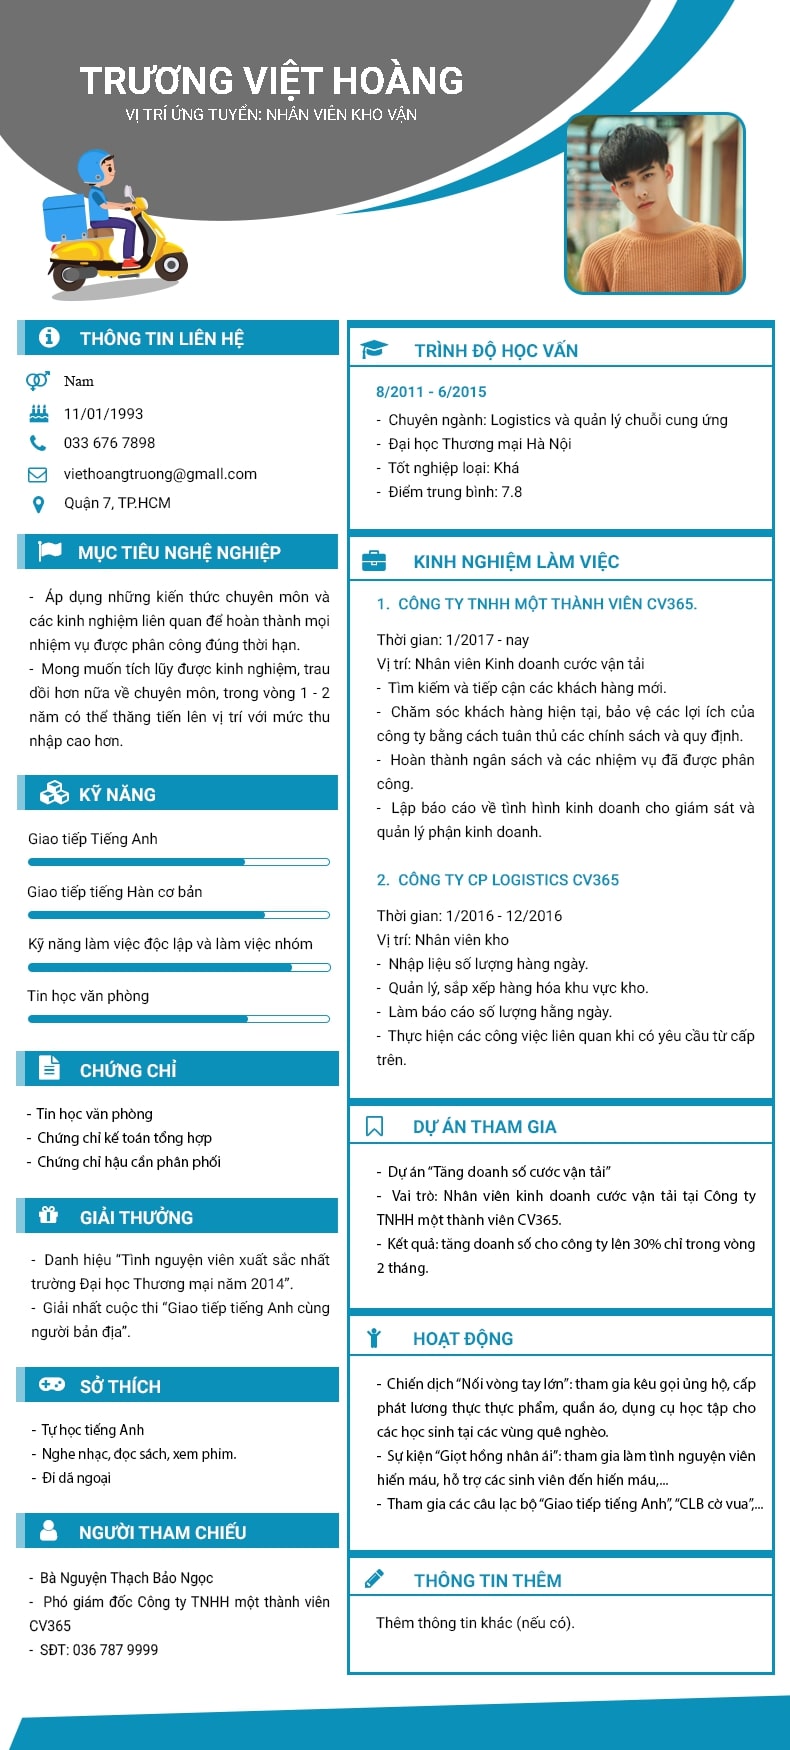 TRƯƠNG VIỆT HOÀNG
VỊ TRÍ ỨNG TUYỂN: NHÂN VIÊN KHO VẬN
THÔNG TIN LIÊN HỆ
Nam
11/01/1993
033 676 7898
viethoangtruong@gmall.com
Quận 7, TP.HCM
MỤC TIÊU NGHỆ NGHIỆP
- Áp dụng những kiến thức chuyên môn và
các kinh nghiệm liên quan để hoàn thành mọi
nhiệm vụ được phân công đúng thời hạn.
- Mong muốn tích lũy được kinh nghiệm, trau
dồi hơn nữa về chuyên môn, trong vòng 1 - 2
năm có thể thăng tiến lên vị trí với mức thu
nhập cao hơn.
KỸ NĂNG
Giao tiếp Tiếng Anh
Giao tiếp tiếng Hàn cơ bản
Kỹ năng làm việc độc lập và làm việc nhóm
Tin học văn phòng
CHỨNG CHỈ
- Tin học văn phòng
- Chứng chỉ kế toán tổng hợp
- Chứng chỉ hậu cần phân phối
GIẢI THƯỞNG
- Danh hiệu “Tình nguyện viên xuất sắc nhất
trường Đại học Thương mại năm 2014”.
- Giải nhất cuộc thi “Giao tiếp tiếng Anh cùng
người bản địa”.
SỞ THÍCH
- Tự học tiếng Anh
- Nghe nhạc, đọc sách, xem phim.
- Đi dã ngoại
NGƯỜI THAM CHIẾU
- Bà Nguyện Thạch Bảo Ngọc
- Phó giám đốc Công ty TNHH một thành viên
CV365
- SĐT: 036 787 9999
TRÌNH ĐỘ HỌC VẤN
8/2011 - 6/2015
- Chuyên ngành: Logistics và quản lý chuỗi cung ứng
- Đại học Thương mại Hà Nội
- Tốt nghiệp loại: Khá
- Điểm trung bình: 7.8
KINH NGHIỆM LÀM VIỆC
1. CÔNG TY TNHH MỘT THÀNH VIÊN CV365.
Thời gian: 1/2017 - nay
Vị trí: Nhân viên Kinh doanh cước vận tải
- Tìm kiếm và tiếp cận các khách hàng mới.
- Chăm sóc khách hàng hiện tại, bảo vệ các lợi ích của
công ty bằng cách tuân thủ các chính sách và quy định.
- Hoàn thành ngân sách và các nhiệm vụ đã được phân
công.
- Lập báo cáo về tình hình kinh doanh cho giám sát và
quản lý phận kinh doanh.
2. CÔNG TY CP LOGISTICS CV365
Thời gian: 1/2016 - 12/2016
Vị trí: Nhân viên kho
- Nhập liệu số lượng hàng ngày.
- Quản lý, sắp xếp hàng hóa khu vực kho.
- Làm báo cáo số lượng hằng ngày.
- Thực hiện các công việc liên quan khi có yêu cầu từ cấp
trên.
DỰ ÁN THAM GIA
- Dự án “Tăng doanh số cước vận tải”
- Vai trò: Nhân viên kinh doanh cước vận tải tại Công ty
TNHH một thành viên CV365.
- Kết quả: tăng doanh số cho công ty lên 30% chỉ trong vòng
2 tháng.
HOẠT ĐỘNG
- Chiến dịch “Nối vòng tay lớn”: tham gia kêu gọi ủng hộ, cấp
phát lương thực thực phẩm, quần áo, dụng cụ học tập cho
các học sinh tại các vùng quê nghèo.
- Sự kiện “Giọt hồng nhân ái”: tham gia làm tình nguyện viên
hiến máu, hỗ trợ các sinh viên đến hiến máu,...
- Tham gia các câu lạc bộ “Giao tiếp tiếng Anh”, “CLB cờ vua”,...
THÔNG TIN THÊM
Thêm thông tin khác (nếu có).